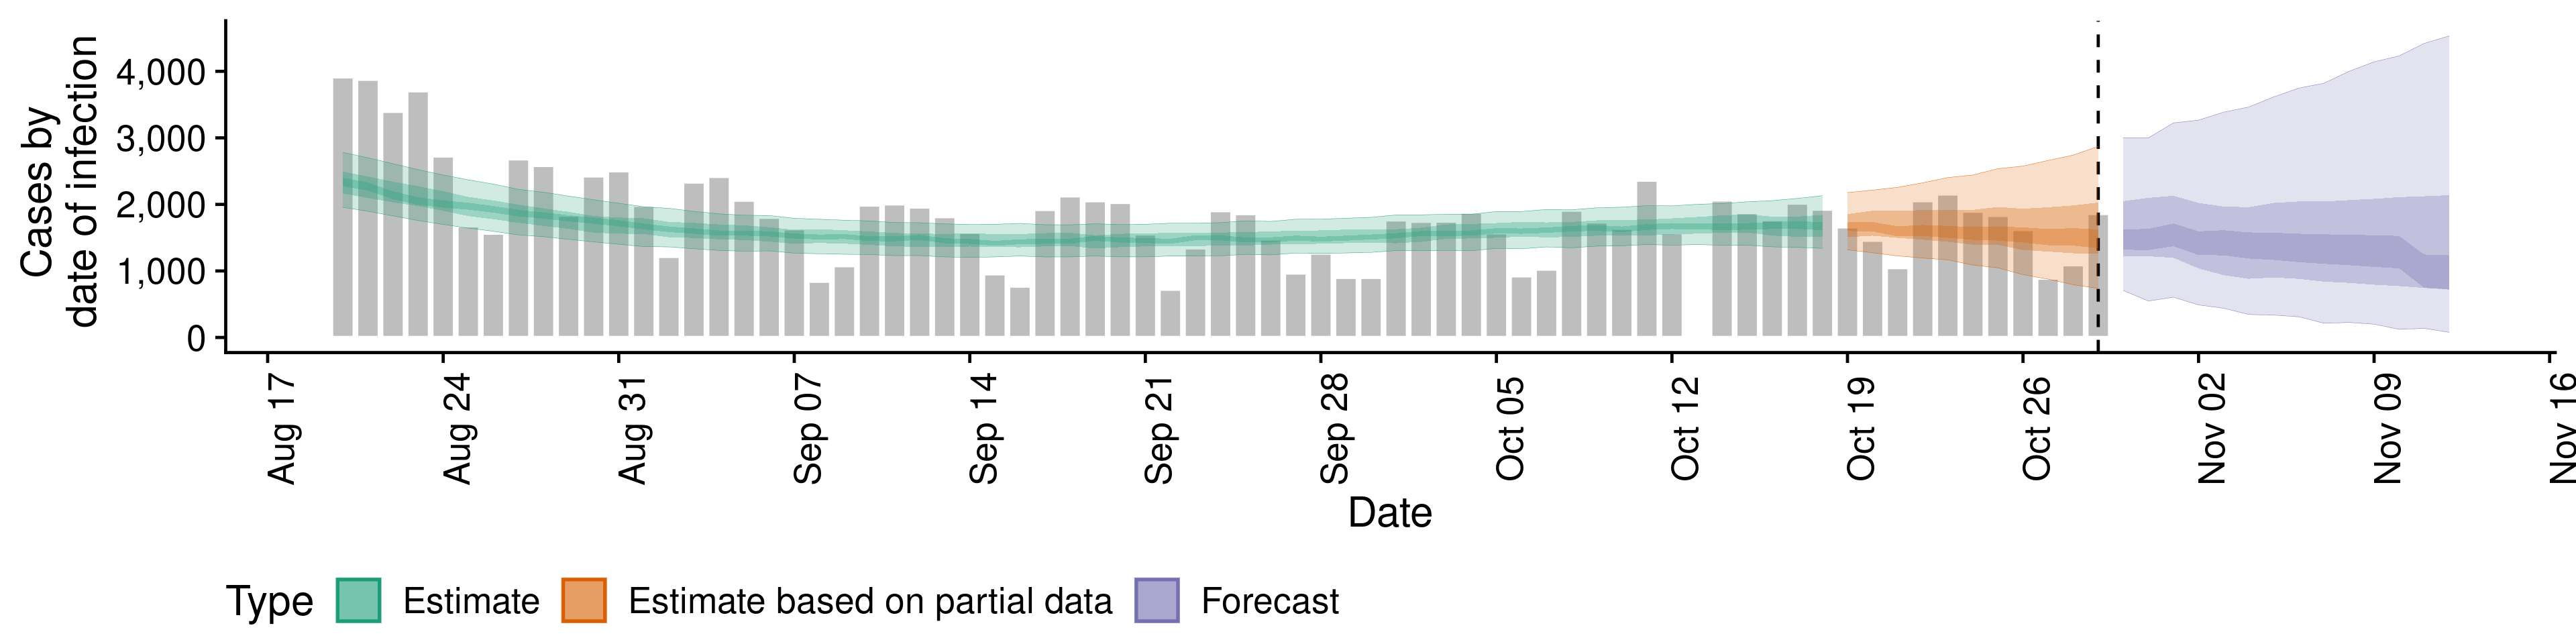 Cases by
date of infection
4,000
3,000
2,000
1,000
0
Aug 17
Aug 24
Aug 31
Sep 07
Sep 14
Sep 21
Sep 28
Oct 05
Oct 12
Oct 19
Oct 26
Nov 02
Nov 09
Nov 16
Date
Type
Estimate
Estimate based on partial data
Forecast